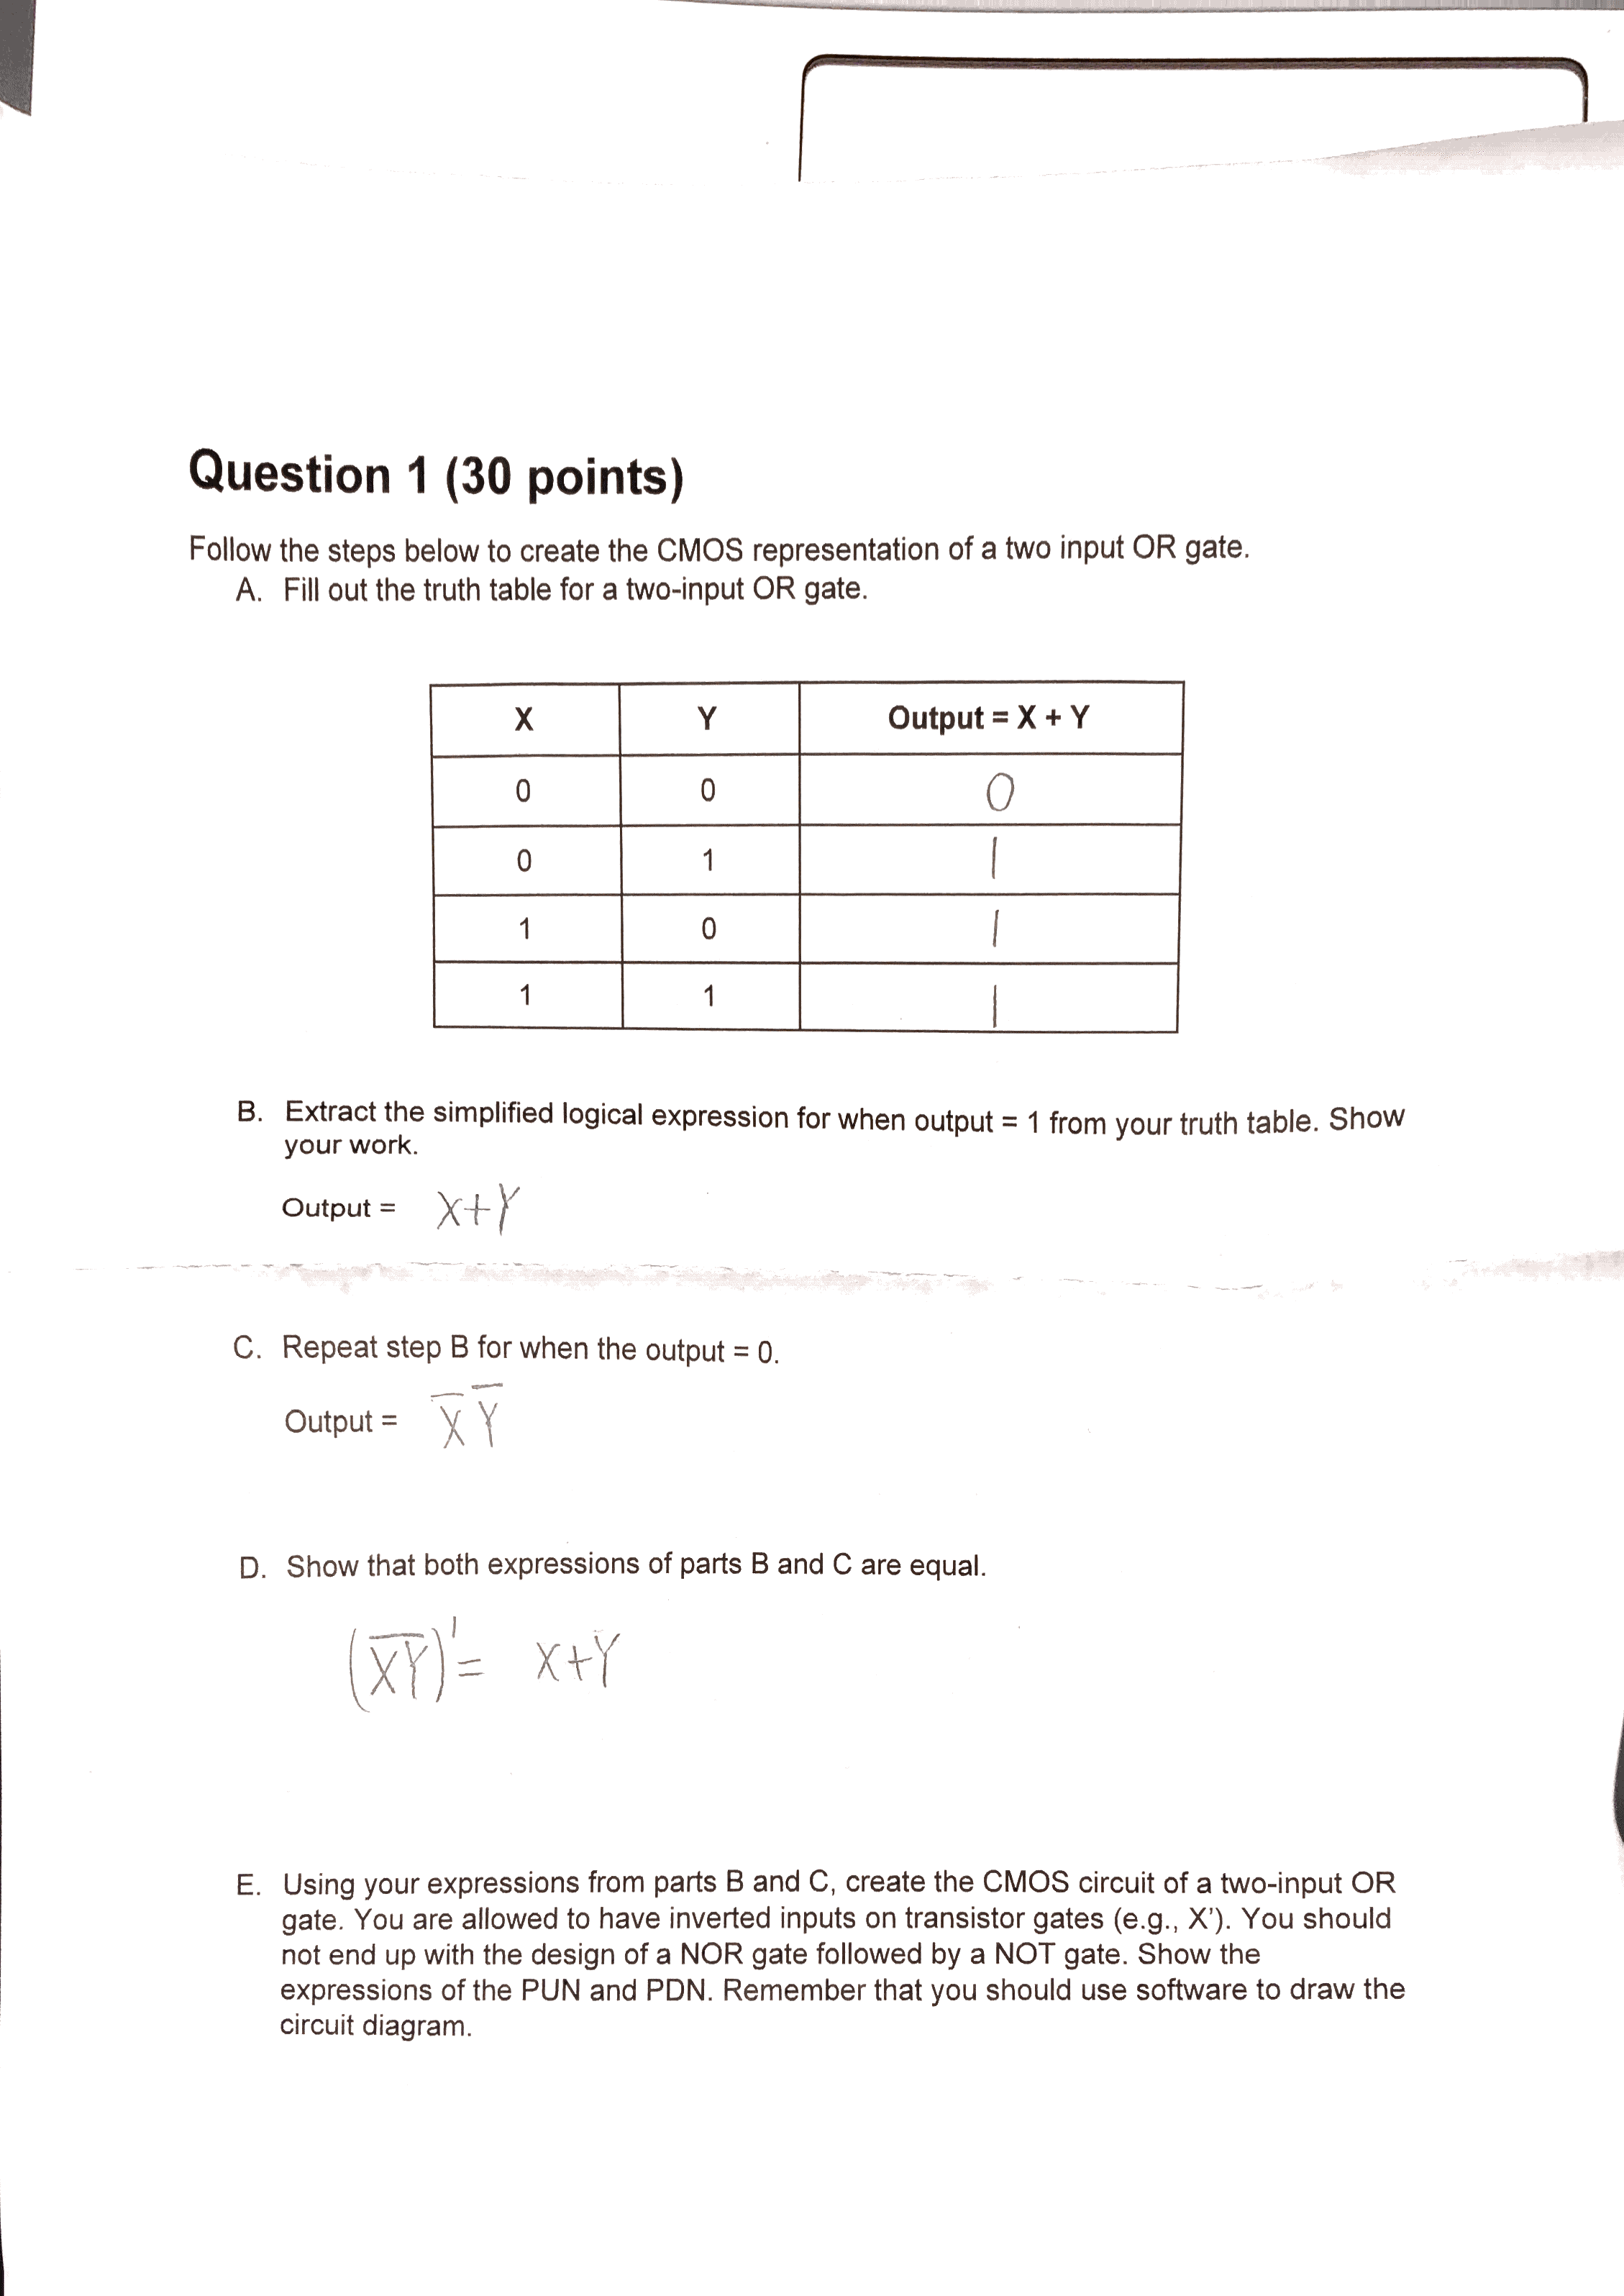 Question 1 (30 points)
Follow the steps below to create the CMOS representation of a two input OR gate.
A. Fill out the truth table for a two-input OR gate.
X Y Output = X + Y
0 0 0
0 1 1
1 0 1
1 1 1
B. Extract the simplified logical expression for when output = 1 from your truth table. Show
your work.
Output = X+Y
C. Repeat step B for when the output = 0.
Output = X̅ Y̅
D. Show that both expressions of parts B and C are equal.
(X̅Y̅)' = X+Y
E. Using your expressions from parts B and C, create the CMOS circuit of a two-input OR
gate. You are allowed to have inverted inputs on transistor gates (e.g., X’). You should
not end up with the design of a NOR gate followed by a NOT gate. Show the
expressions of the PUN and PDN. Remember that you should use software to draw the
circuit diagram.